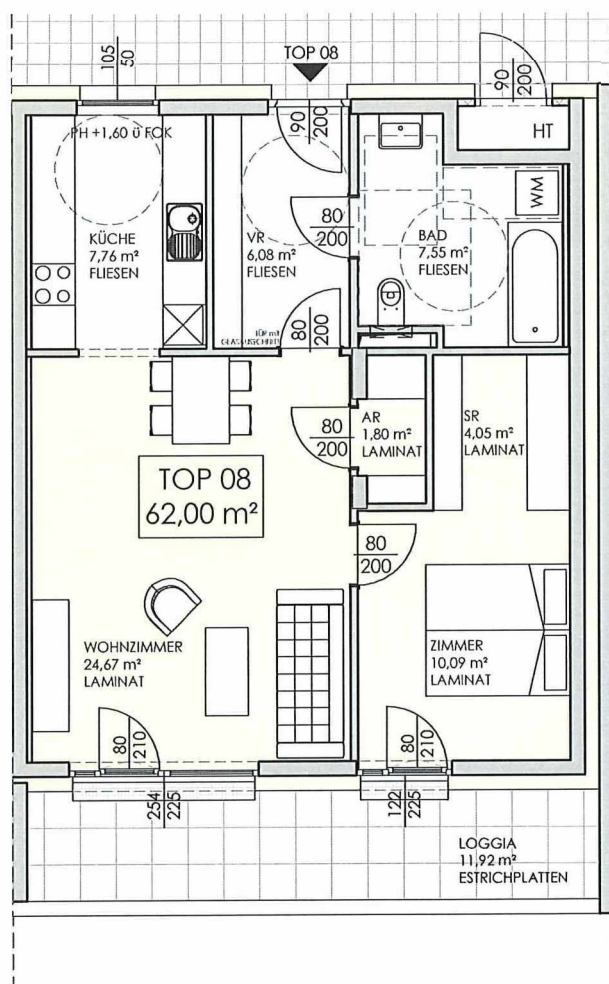 TOP 08
105
50
90
200
HT
PH +1,60 ü FOK
90
200
KÜCHE
7,76 m²
FLIESEN
VR
6,08 m²
FLIESEN
80
200
BAD
7,55 m²
FLIESEN
WM
TÜR mit
GLASAUSCHNITT
80
200
AR
1,80 m²
LAMINAT
80
200
SR
4,05 m²
LAMINAT
TOP 08
62,00 m²
80
200
WOHNZIMMER
24,67 m²
LAMINAT
ZIMMER
10,09 m²
LAMINAT
80
210
80
210
254
225
122
225
LOGGIA
11,92 m²
ESTRICHPLATTEN